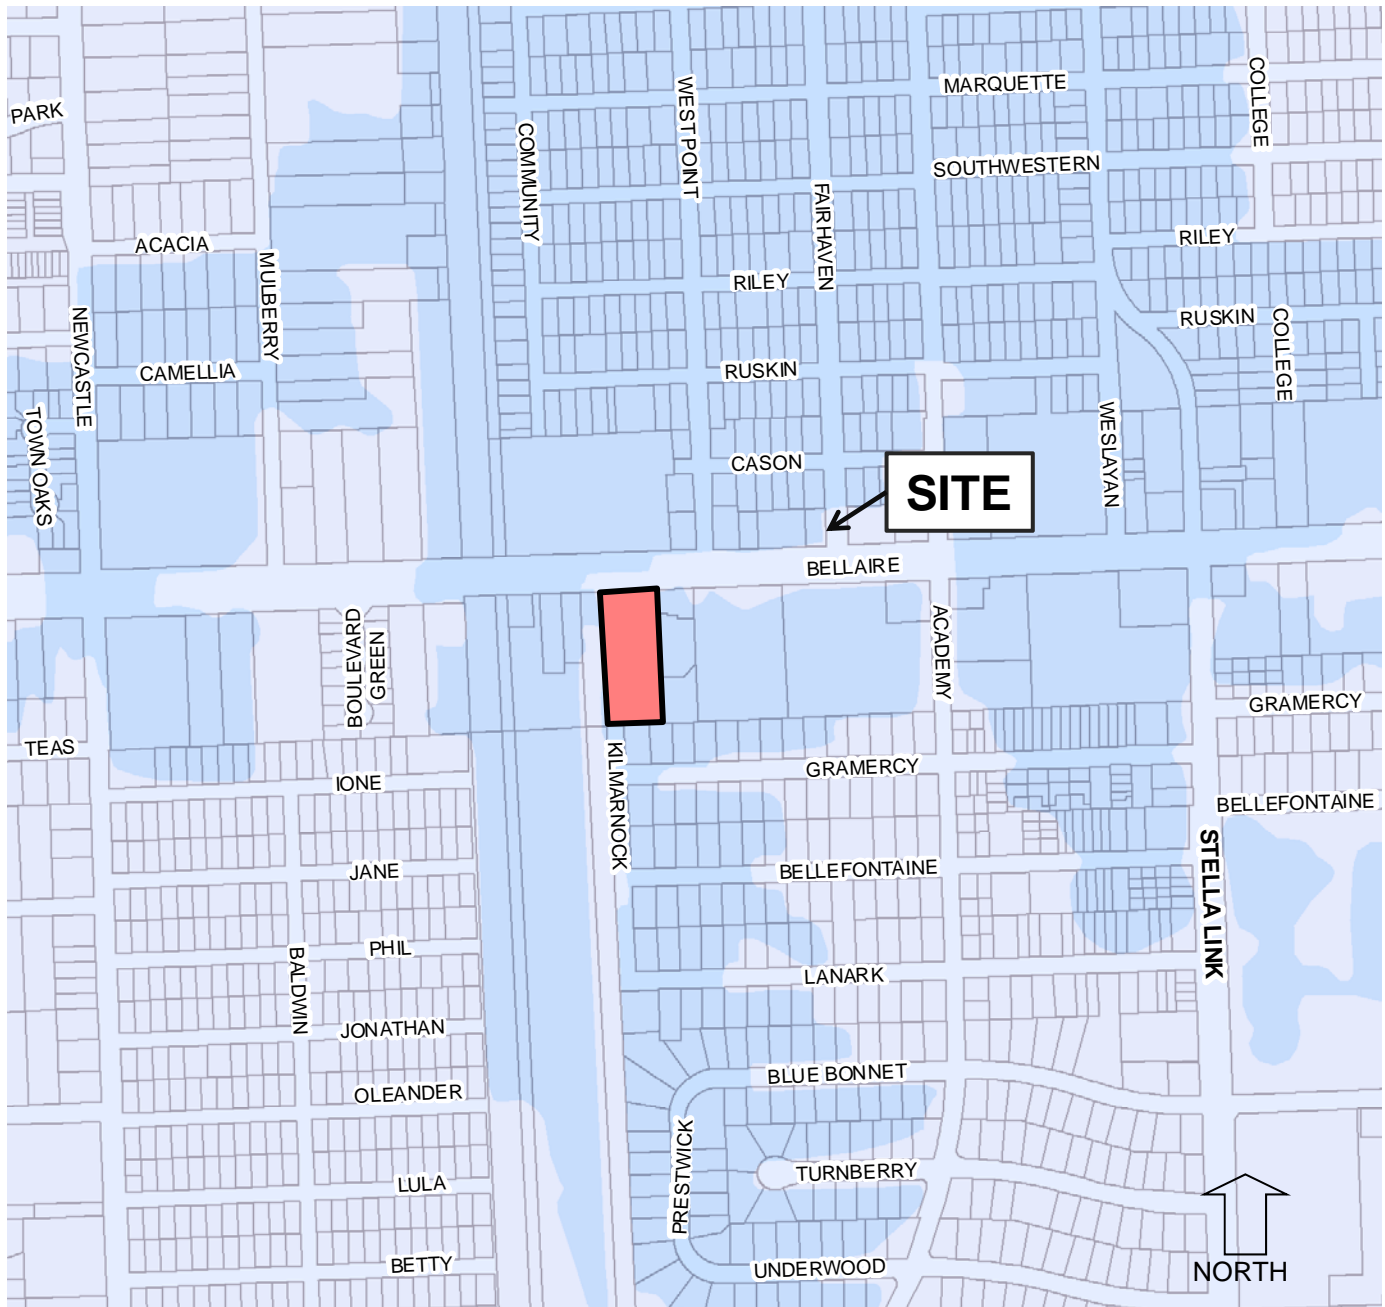 MARQUETTE
COLLEGE
PARK
WESTPOINT
COMMUNITY
SOUTHWESTERN
FAIRHAVEN
ACACIA
RILEY
MULBERRY
RILEY
NEWCASTLE
RUSKIN
COLLEGE
CAMELLIA
RUSKIN
TOWN OAKS
WESLAYAN
CASON
SITE
BELLAIRE
BOULEVARD
GREEN
ACADEMY
GRAMERCY
TEAS
KILMARNOCK
GRAMERCY
IONE
BELLEFONTAINE
STELLA LINK
JANE
BELLEFONTAINE
PHIL
BALDWIN
LANARK
JONATHAN
BLUE BONNET
OLEANDER
PRESTWICK
TURNBERRY
LULA
BETTY
UNDERWOOD
NORTH